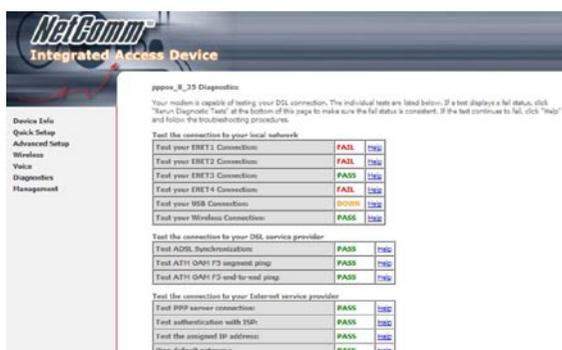 NetComm™
Integrated Access Device
pppoe_8_35 Diagnostics
Your modem is capable of testing your DSL connection. The individual tests are listed below. If a test displays a fail status, click
"Rerun Diagnostic Tests" at the bottom of this page to make sure the fail status is consistent. If the test continues to fail, click "Help"
and follow the troubleshooting procedures.
Device Info
Quick Setup
Advanced Setup
Wireless
Voice
Diagnostics
Management
Test the connection to your local network
Test your ENET1 Connection: FAIL Help
Test your ENET2 Connection: FAIL Help
Test your ENET3 Connection: PASS Help
Test your ENET4 Connection: FAIL Help
Test your USB Connection: DOWN Help
Test your Wireless Connection: PASS Help
Test the connection to your DSL service provider
Test ADSL Synchronization: PASS Help
Test ATM OAM F5 segment ping: PASS Help
Test ATM OAM F5 end-to-end ping: PASS Help
Test the connection to your Internet service provider
Test PPP server connection: PASS Help
Test authentication with ISP: PASS Help
Test the assigned IP address: PASS Help
Ping default gateway: PASS Help